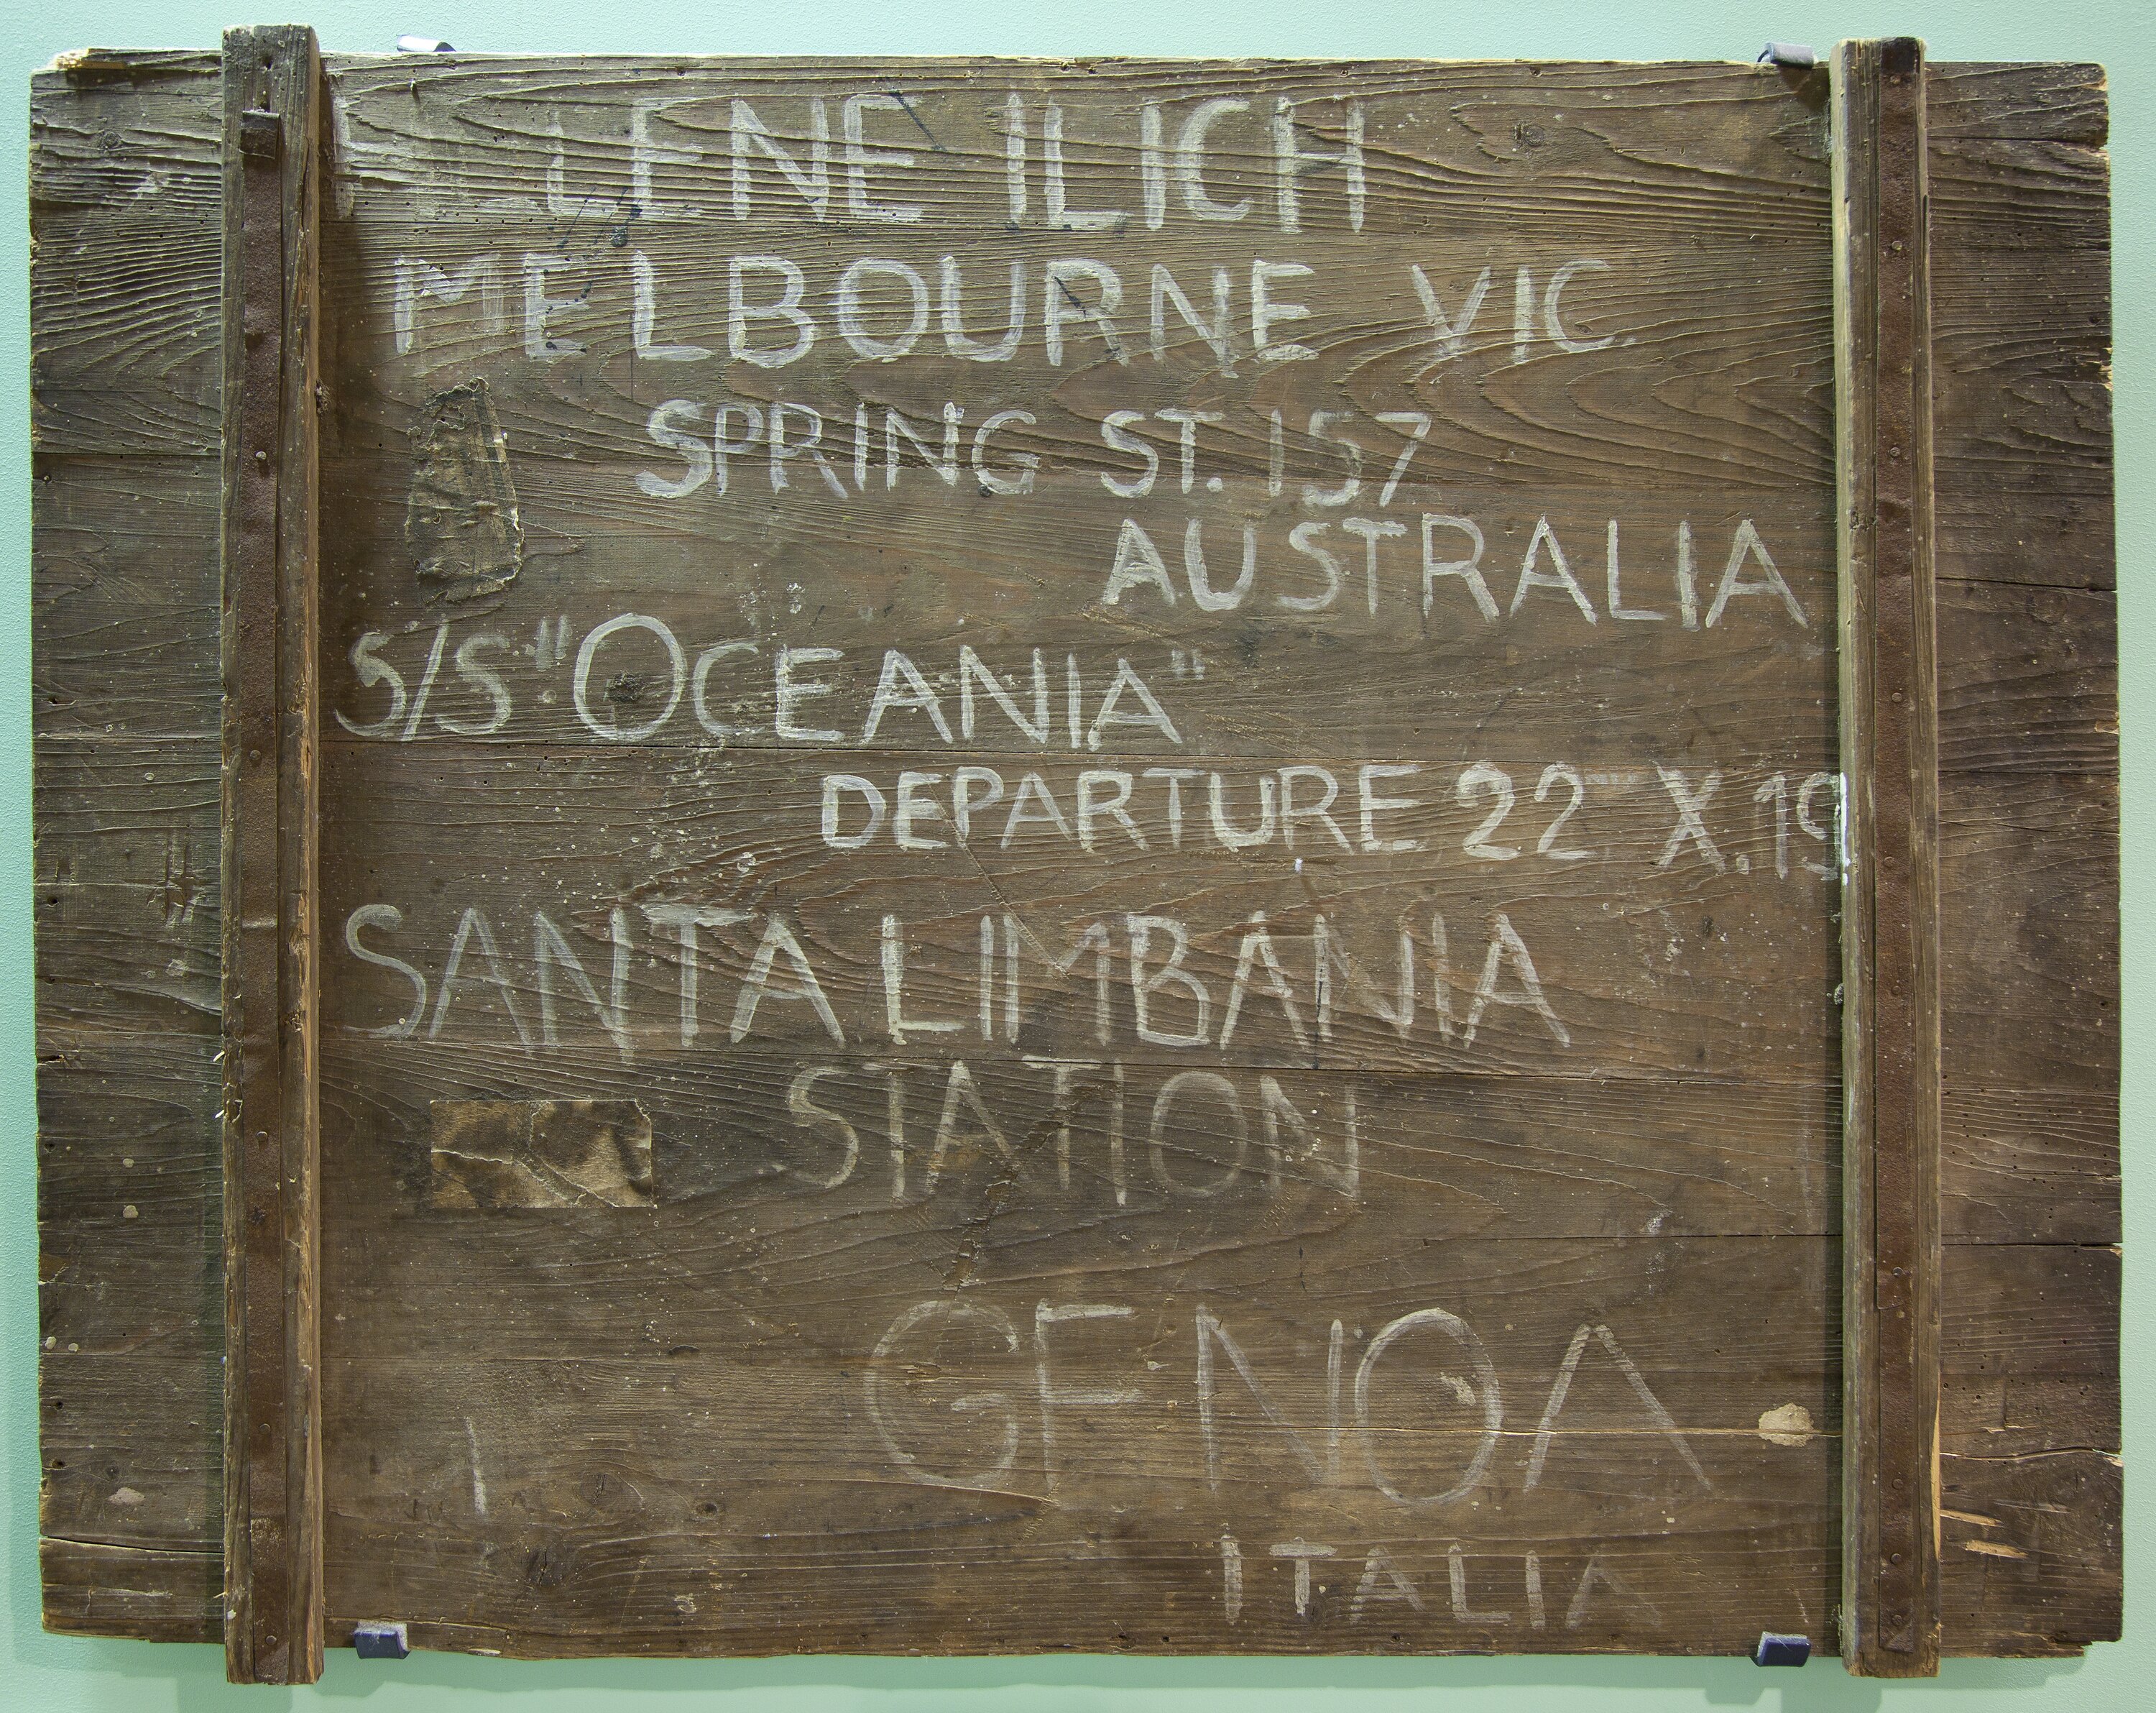 ILICH
MELBOURNE VIC.
SPRING ST. 157
AUSTRALIA
S/S "OCEANIA"
DEPARTURE 22 X. 19
SANTA LIMBANIA
STATION
GENOA
ITALIA